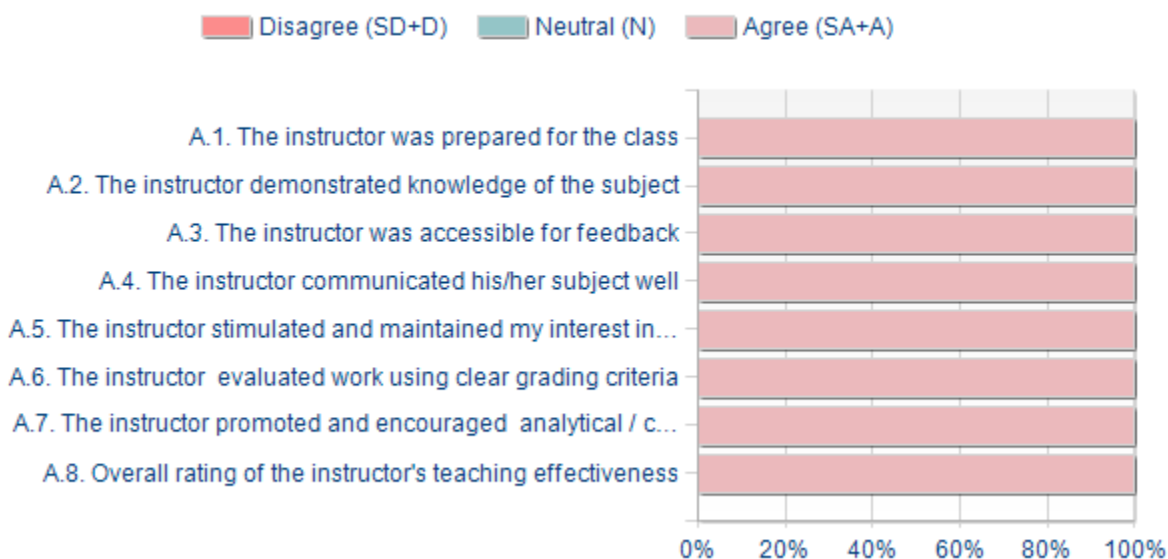 Disagree (SD+D) Neutral (N) Agree (SA+A)
A.1. The instructor was prepared for the class
A.2. The instructor demonstrated knowledge of the subject
A.3. The instructor was accessible for feedback
A.4. The instructor communicated his/her subject well
A.5. The instructor stimulated and maintained my interest in...
A.6. The instructor  evaluated work using clear grading criteria
A.7. The instructor promoted and encouraged  analytical / c...
A.8. Overall rating of the instructor's teaching effectiveness
0% 20% 40% 60% 80% 100%